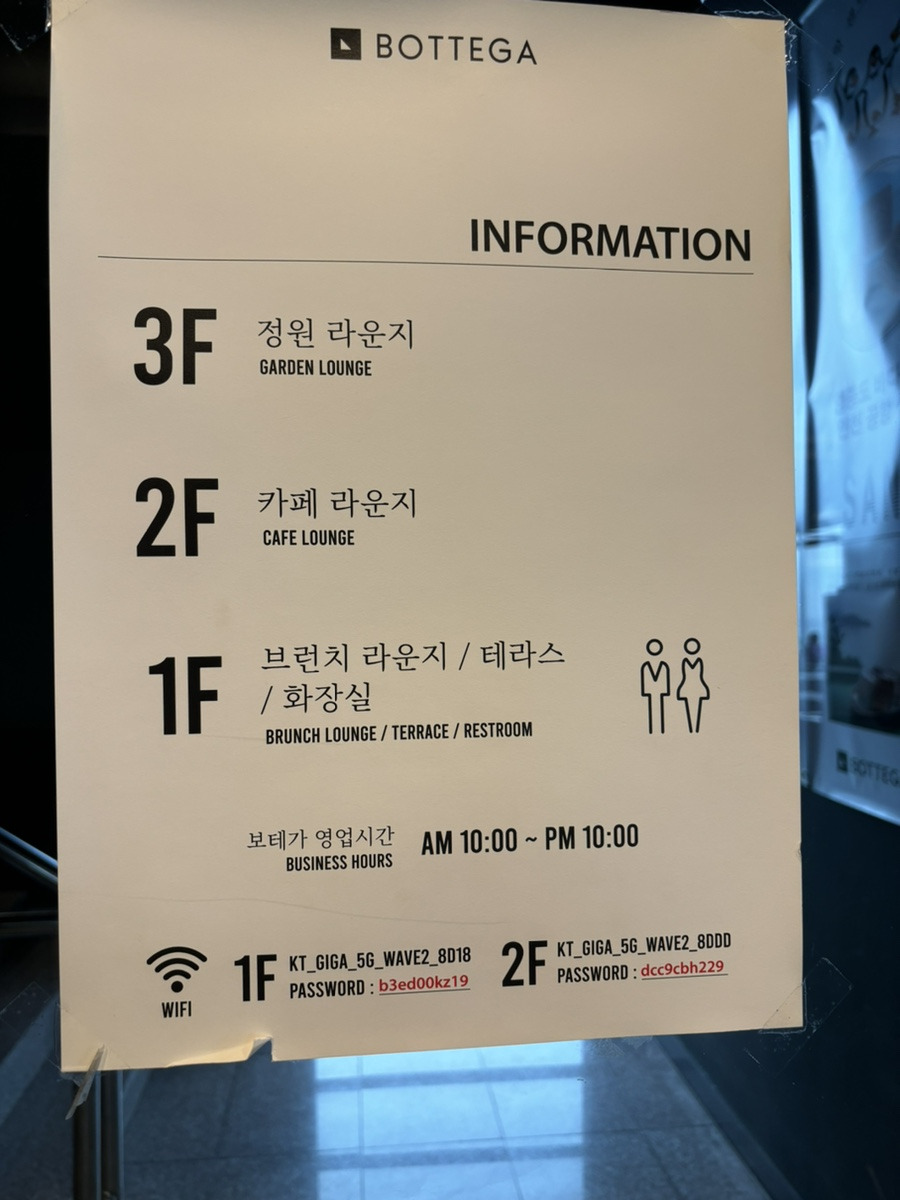 BOTTEGA
INFORMATION
3F
정원 라운지
GARDEN LOUNGE
2F
카페 라운지
CAFE LOUNGE
1F
브런치 라운지 / 테라스
/ 화장실
BRUNCH LOUNGE / TERRACE / RESTROOM
보테가 영업시간
BUSINESS HOURS
AM 10:00 ~ PM 10:00
WIFI
1F
KT_GIGA_5G_WAVE2_8D18
PASSWORD : b3ed00kz19
2F
KT_GIGA_5G_WAVE2_8DDD
PASSWORD : dcc9cbh229